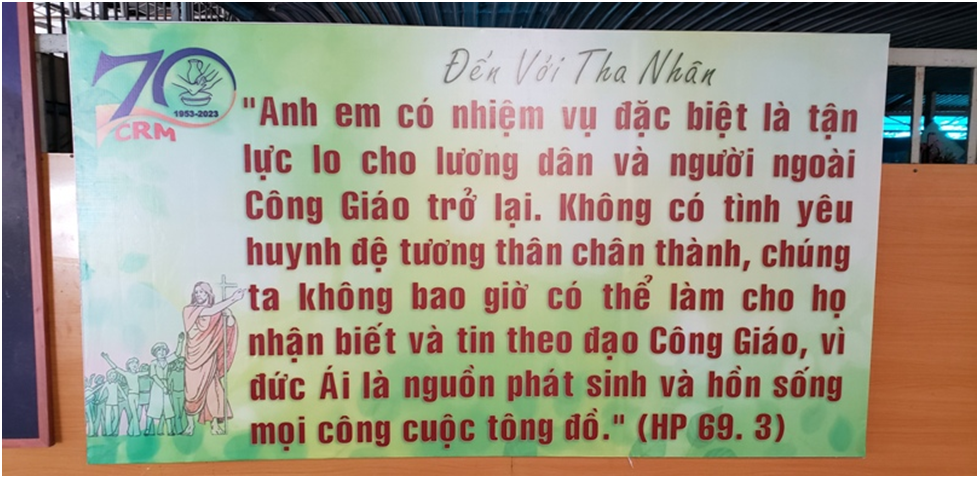 70
1953-2023
CRM
Đến Với Tha Nhân
"Anh em có nhiệm vụ đặc biệt là tận
lực lo cho lương dân và người ngoài
Công Giáo trở lại. Không có tình yêu
huynh đệ tương thân chân thành, chúng
ta không bao giờ có thể làm cho họ
nhận biết và tin theo đạo Công Giáo, vì
đức Ái là nguồn phát sinh và hồn sống
mọi công cuộc tông đồ." (HP 69. 3)